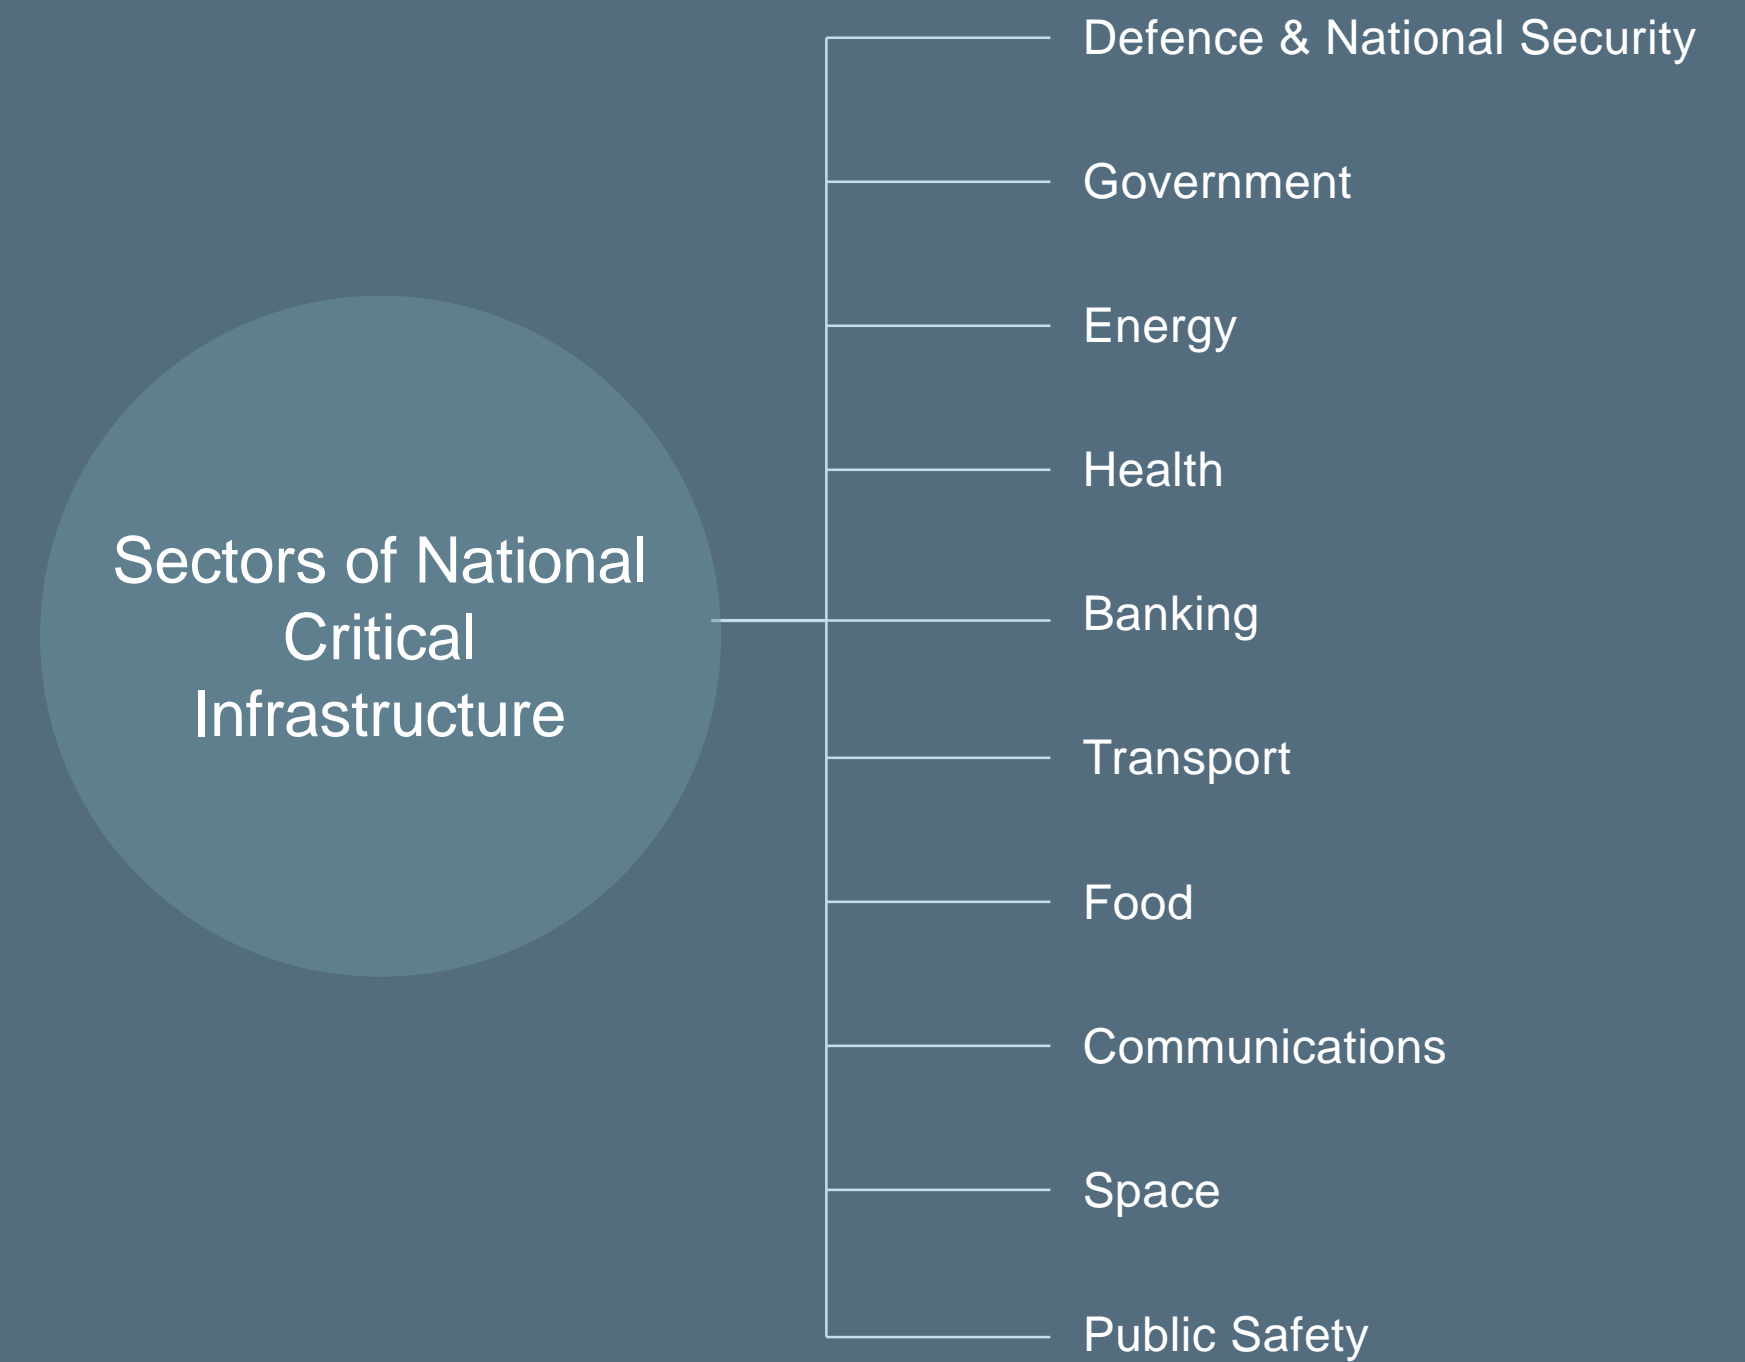 Sectors of National
Critical
Infrastructure
Defence & National Security
Government
Energy
Health
Banking
Transport
Food
Communications
Space
Public Safety